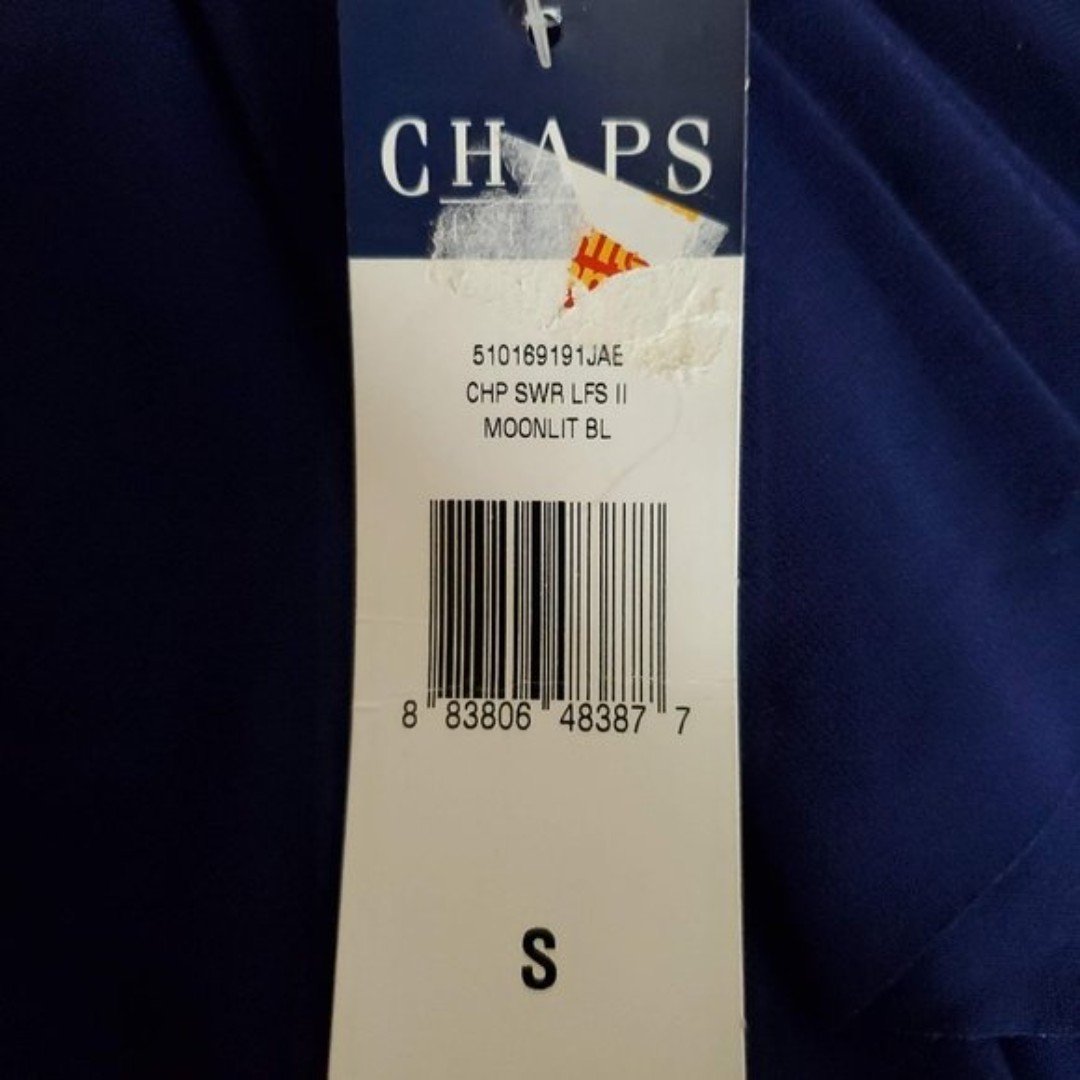 CHAPS
510169191JAE
CHP SWR LFS II
MOONLIT BL
8 83806 48387 7
S